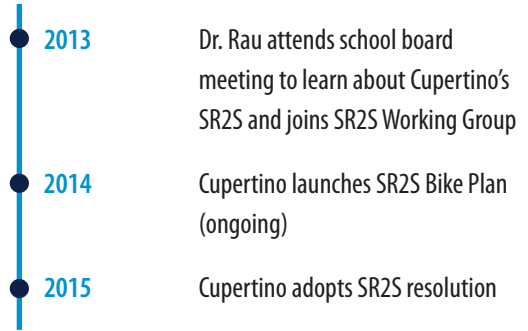 2013 Dr. Rau attends school board
meeting to learn about Cupertino’s
SR2S and joins SR2S Working Group
2014 Cupertino launches SR2S Bike Plan
(ongoing)
2015 Cupertino adopts SR2S resolution